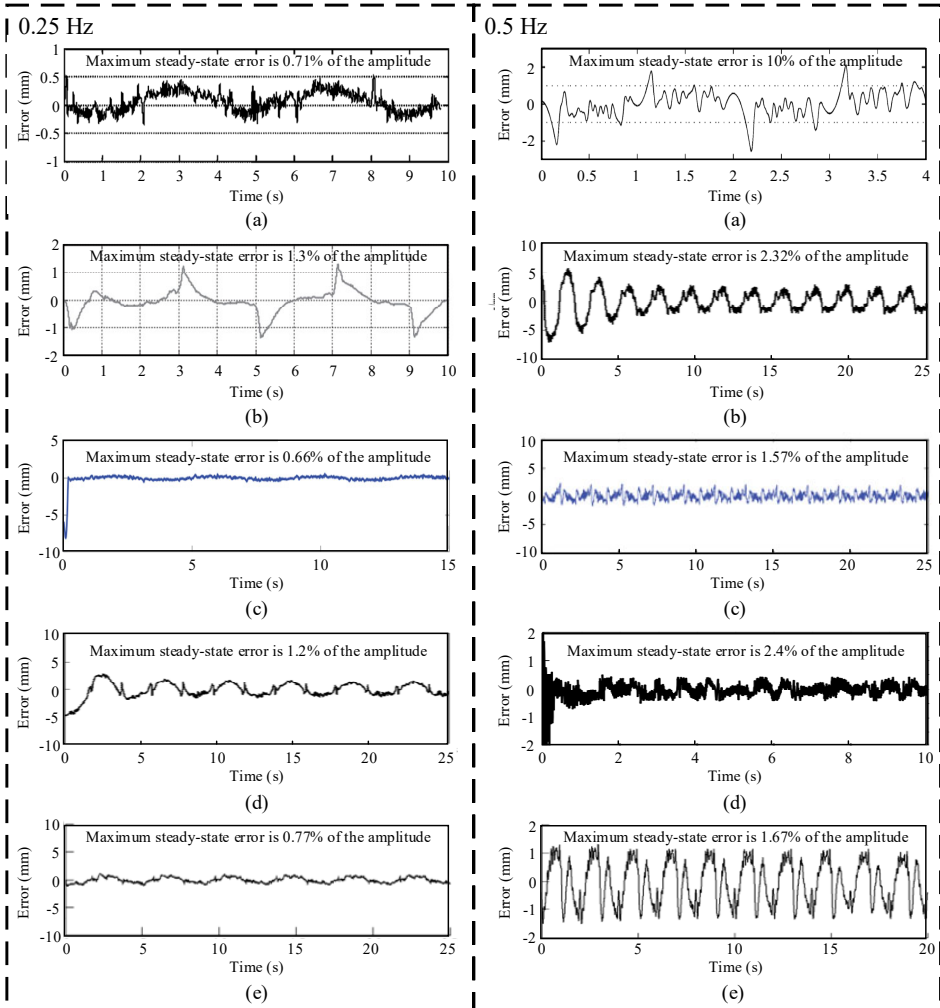 0.25 Hz
Maximum steady-state error is 0.71% of the amplitude
Error (mm)
1
0.5
0
-0.5
-1
0 1 2 3 4 5 6 7 8 9 10
Time (s)
(a)
Maximum steady-state error is 1.3% of the amplitude
Error (mm)
2
1
0
-1
-2
0 1 2 3 4 5 6 7 8 9 10
Time (s)
(b)
Maximum steady-state error is 0.66% of the amplitude
Error (mm)
5
0
-5
-10
0 5 10 15
Time (s)
(c)
Maximum steady-state error is 1.2% of the amplitude
Error (mm)
10
5
0
-5
-10
0 5 10 15 20 25
Time (s)
(d)
Maximum steady-state error is 0.77% of the amplitude
Error (mm)
10
5
0
-5
-10
0 5 10 15 20 25
Time (s)
(e)
0.5 Hz
Maximum steady-state error is 10% of the amplitude
Error (mm)
2
0
-2
0 0.5 1 1.5 2 2.5 3 3.5 4
Time (s)
(a)
Maximum steady-state error is 2.32% of the amplitude
Error (mm)
10
5
0
-5
-10
0 5 10 15 20 25
Time (s)
(b)
Maximum steady-state error is 1.57% of the amplitude
Error (mm)
10
5
0
-5
-10
0 5 10 15 20 25
Time (s)
(c)
Maximum steady-state error is 2.4% of the amplitude
Error (mm)
2
1
0
-1
-2
0 2 4 6 8 10
Time (s)
(d)
Maximum steady-state error is 1.67% of the amplitude
Error (mm)
2
1
0
-1
-2
0 5 10 15 20
Time (s)
(e)